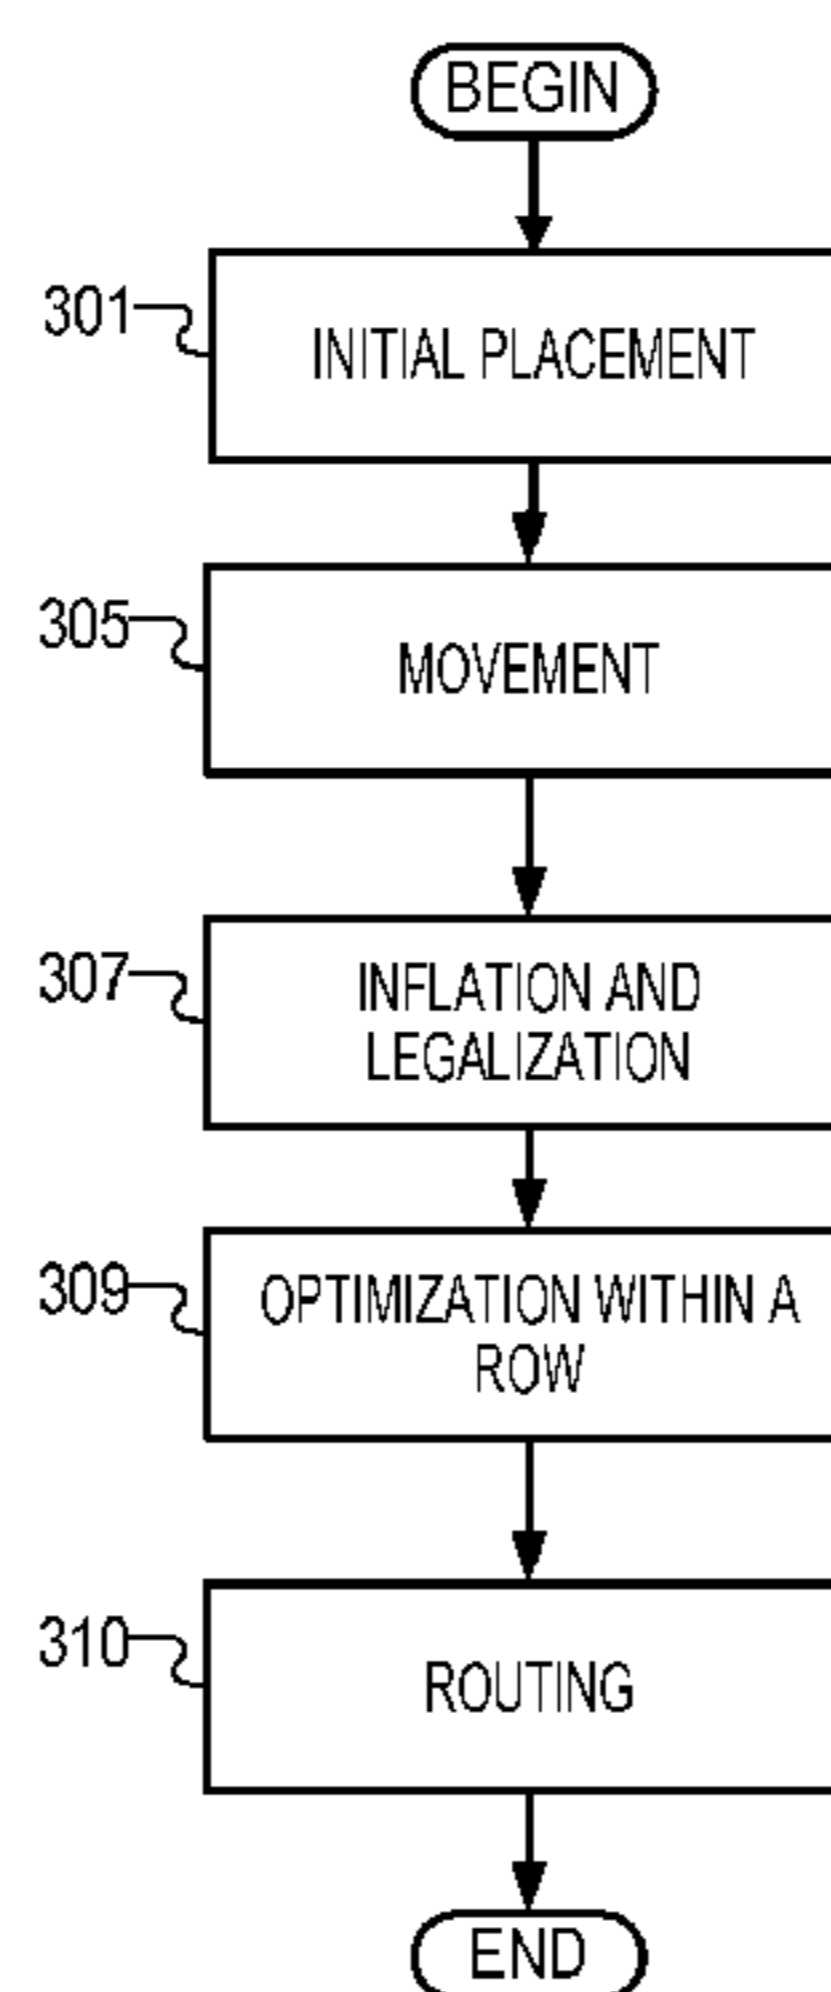 BEGIN
301
INITIAL PLACEMENT
305
MOVEMENT
307
INFLATION AND
LEGALIZATION
309
OPTIMIZATION WITHIN A
ROW
310
ROUTING
END